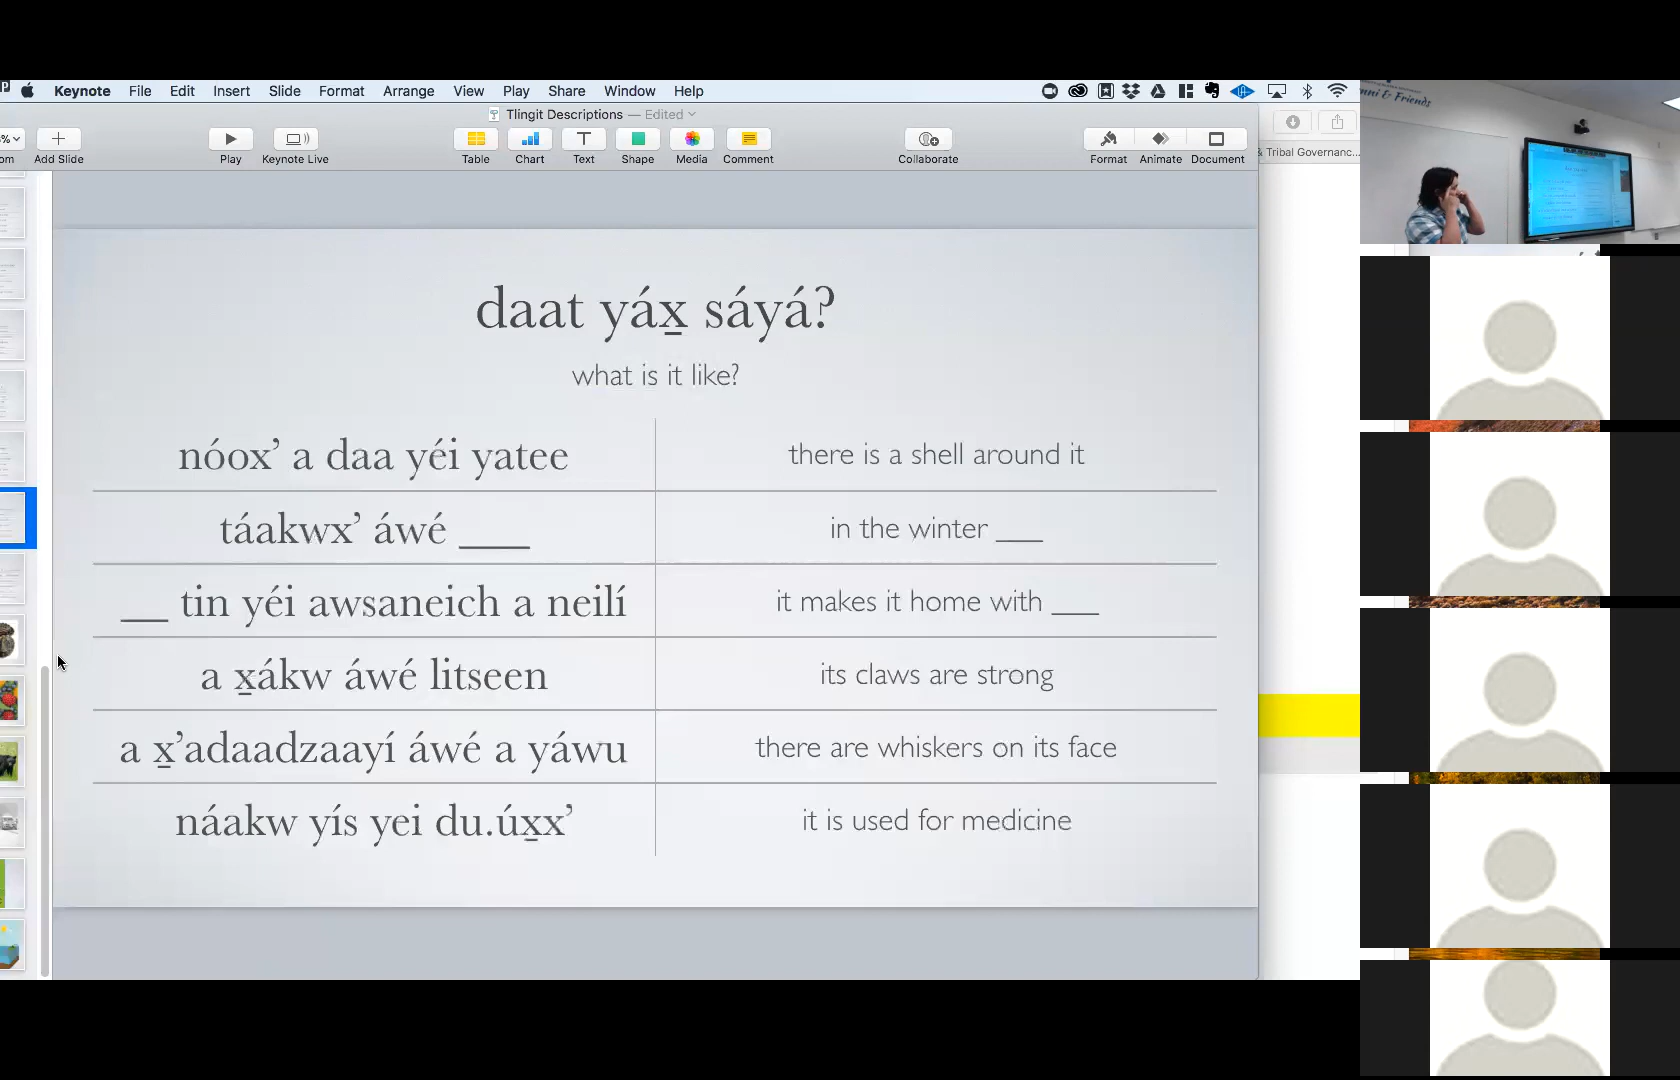 Keynote File Edit Insert Slide Format Arrange View Play Share Window Help
Tlingit Descriptions — Edited
Add Slide Play Keynote Live Table Chart Text Shape Media Comment Collaborate Format Animate Document
& Tribal Governanc...
& Friends
daat yáx̱ sáyá?
what is it like?
nóox’ a daa yéi yatee there is a shell around it
táakwx’ áwé ____ in the winter ___
___ tin yéi awsaneich a neilí it makes it home with ___
a x̱ákw áwé litseen its claws are strong
a x̱’adaadzaayí áwé a yáwu there are whiskers on its face
náakw yís yei du.úx̱x’ it is used for medicine